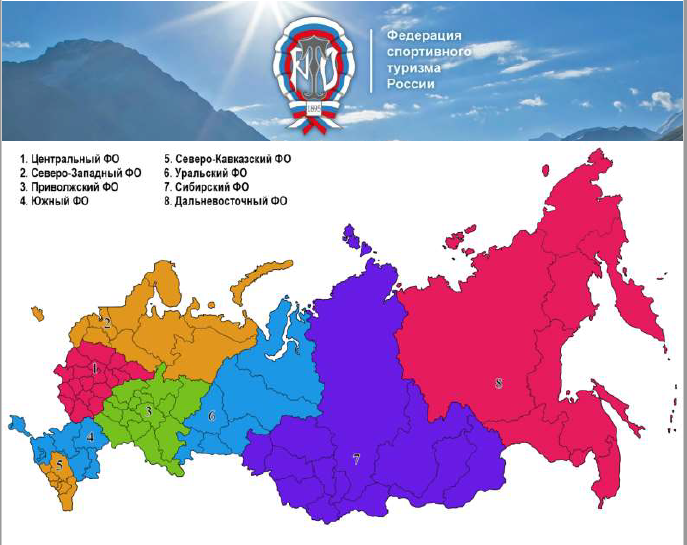 Федерация
спортивного
туризма
России
1895
1. Центральный ФО
2. Северо-Западный ФО
3. Приволжский ФО
4. Южный ФО
5. Северо-Кавказский ФО
6. Уральский ФО
7. Сибирский ФО
8. Дальневосточный ФО
2
1
3
4
5
6
7
8